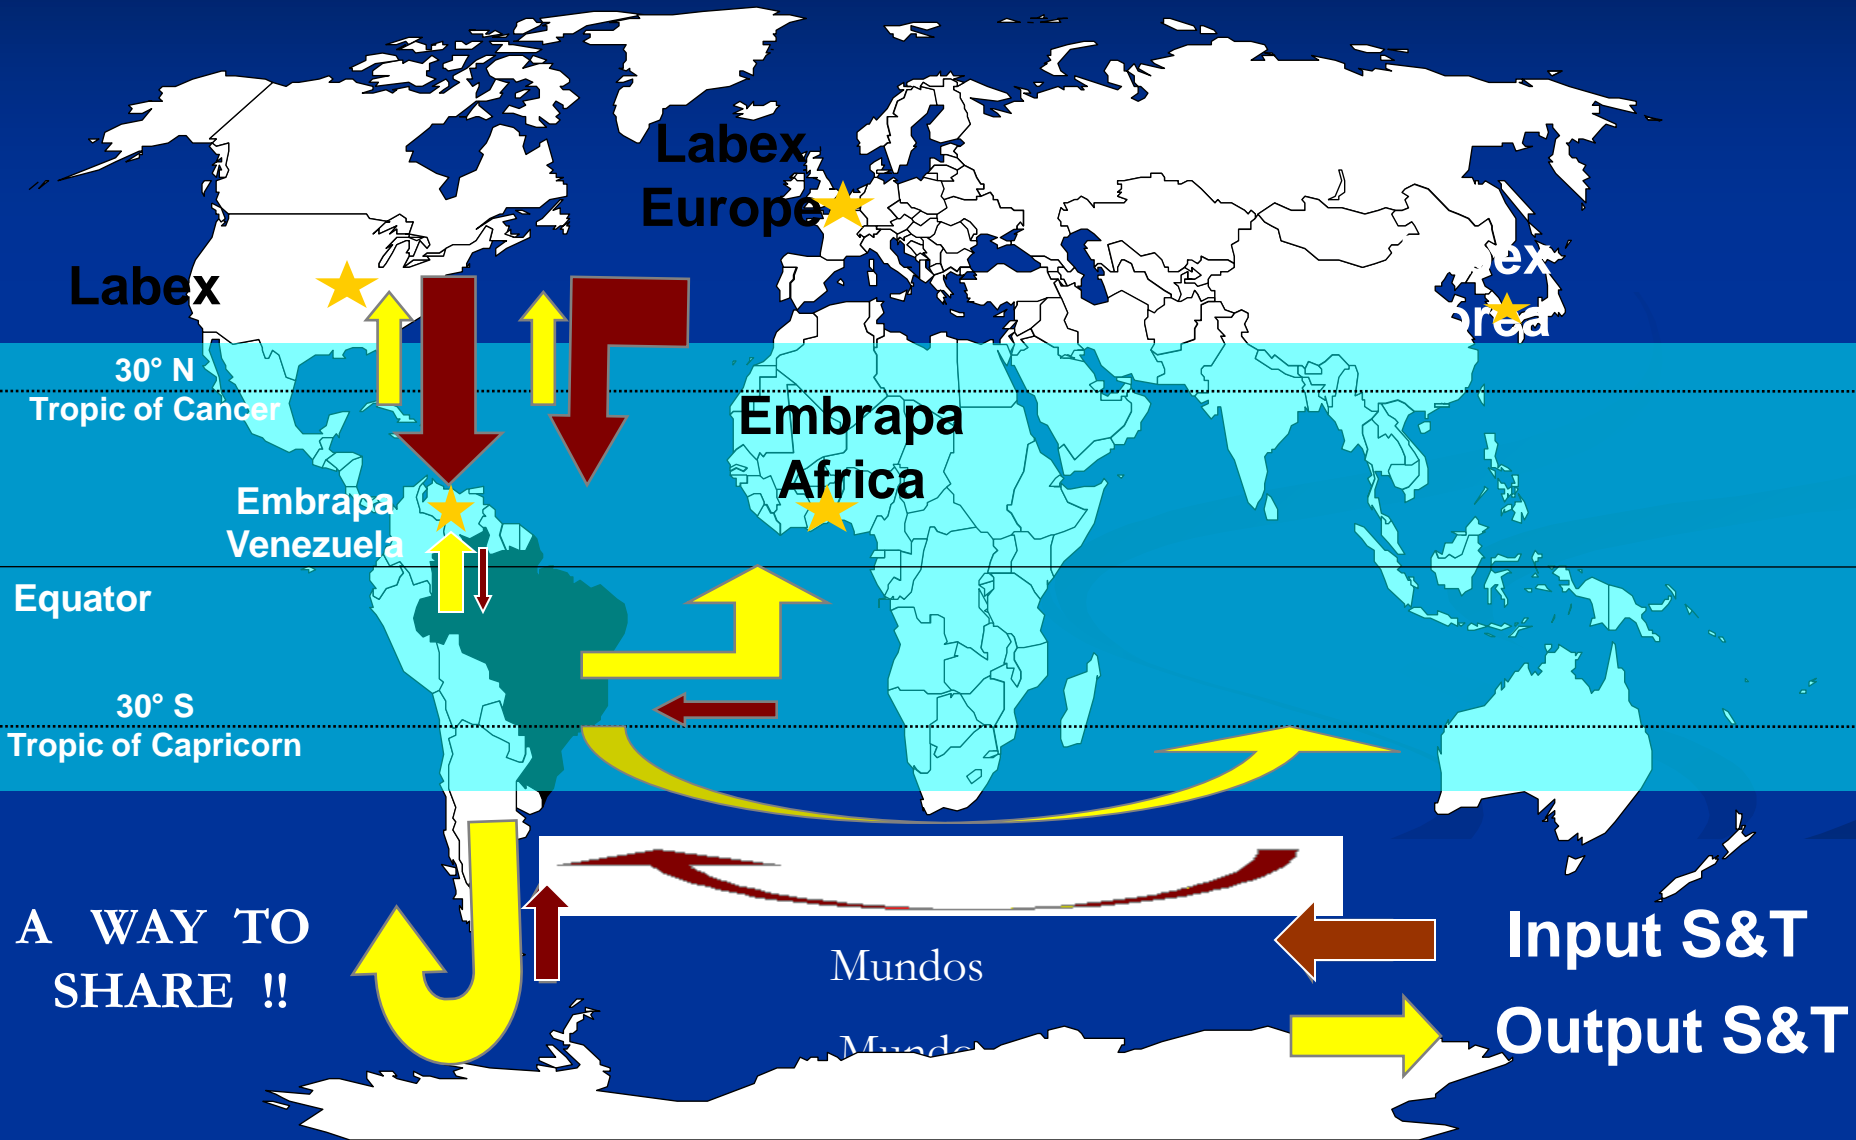 Labex
Europe
Labex
30° N
Tropic of Cancer
Embrapa
Africa
Embrapa
Venezuela
Equator
30° S
Tropic of Capricorn
A WAY TO
SHARE !!
Mundos
Input S&T
Output S&T